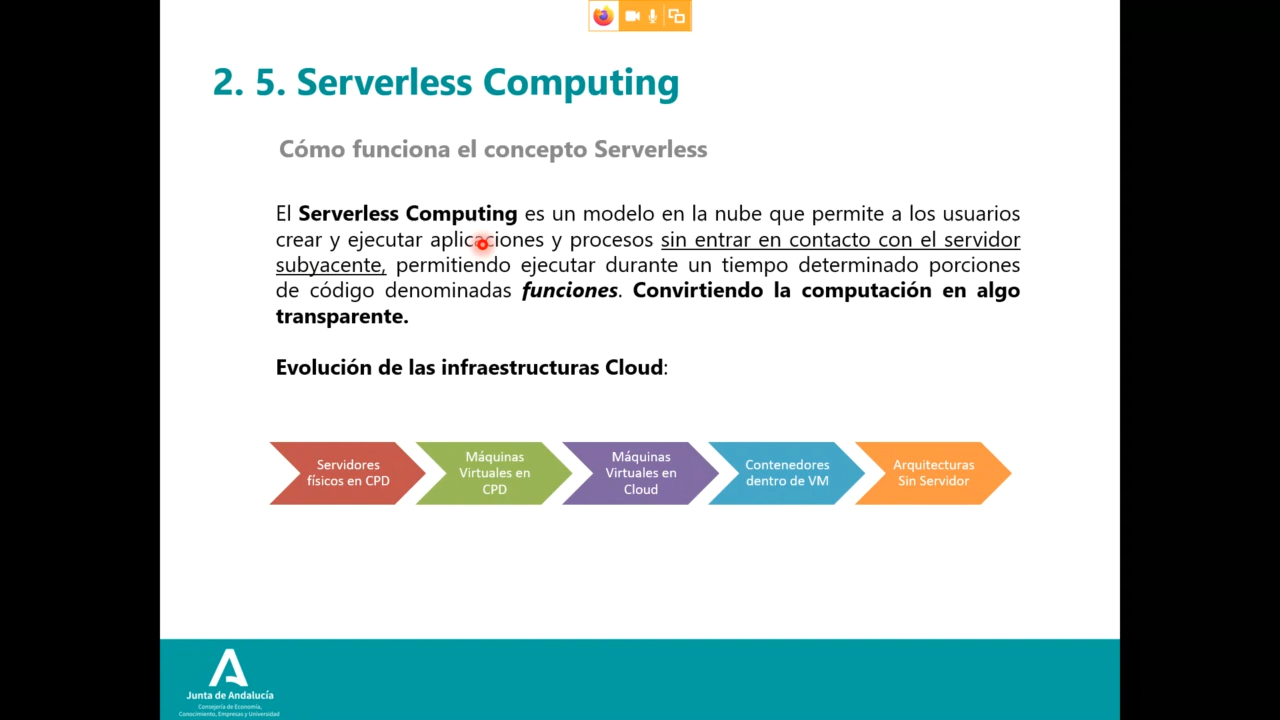 2. 5. Serverless Computing
Cómo funciona el concepto Serverless
El Serverless Computing es un modelo en la nube que permite a los usuarios
crear y ejecutar aplicaciones y procesos sin entrar en contacto con el servidor
subyacente, permitiendo ejecutar durante un tiempo determinado porciones
de código denominadas funciones. Convirtiendo la computación en algo
transparente.
Evolución de las infraestructuras Cloud:
Servidores
físicos en CPD
Máquinas
Virtuales en
CPD
Máquinas
Virtuales en
Cloud
Contenedores
dentro de VM
Arquitecturas
Sin Servidor
Junta de Andalucía
Consejería de Economía,
Conocimiento, Empresas y Universidad